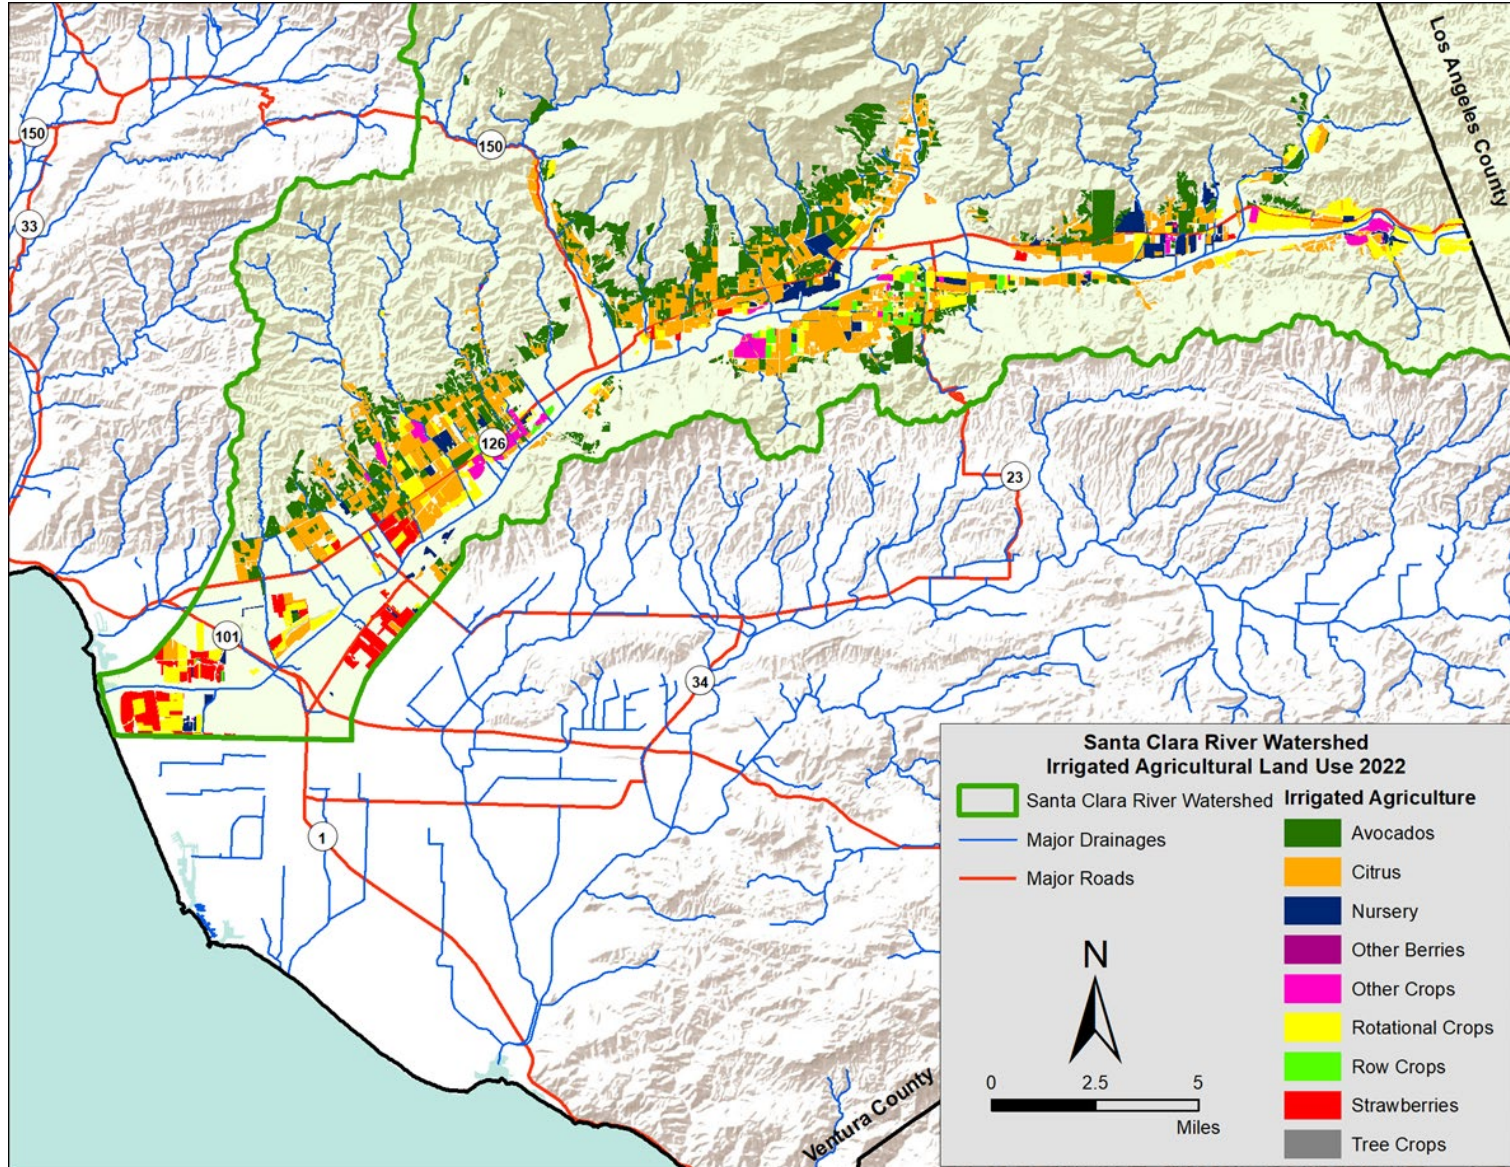 Los Angeles County
150
150
33
126
23
101
34
1
Ventura County
Santa Clara River Watershed
Irrigated Agricultural Land Use 2022
Santa Clara River Watershed
Major Drainages
Major Roads
N
0 2.5 5
Miles
Irrigated Agriculture
Avocados
Citrus
Nursery
Other Berries
Other Crops
Rotational Crops
Row Crops
Strawberries
Tree Crops